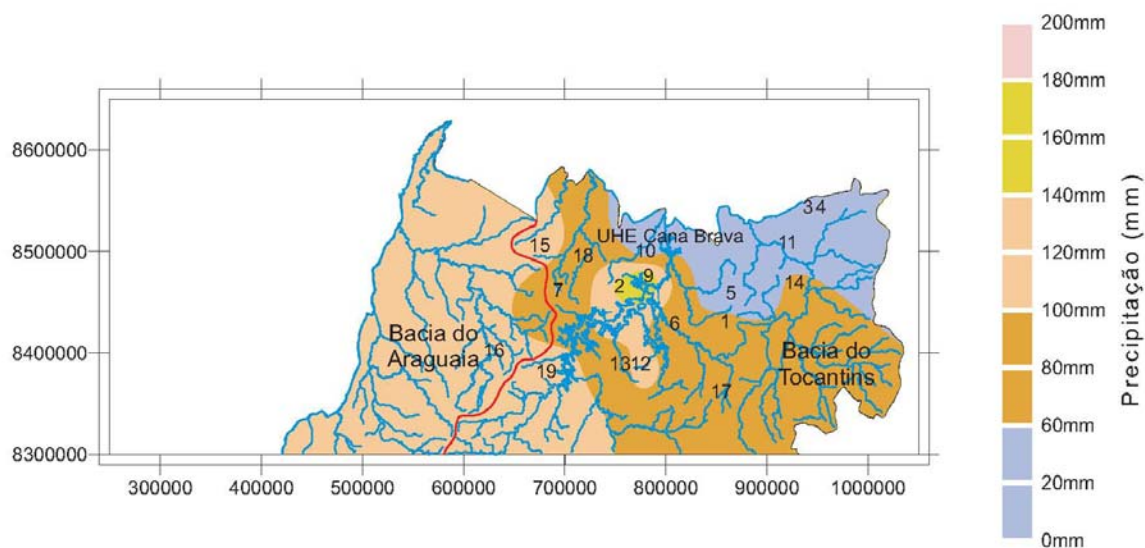 200mm
180mm
160mm
140mm
120mm
100mm
80mm
60mm
20mm
0mm
Precipitação (mm)
8600000
8500000
8400000
8300000
300000 400000 500000 600000 700000 800000 900000 1000000
34
15
UHE Cana Brava
11
18
10
9
7
2
5
14
6
1
Bacia do
Araguaia
16
19
1312
Bacia do
Tocantins
17